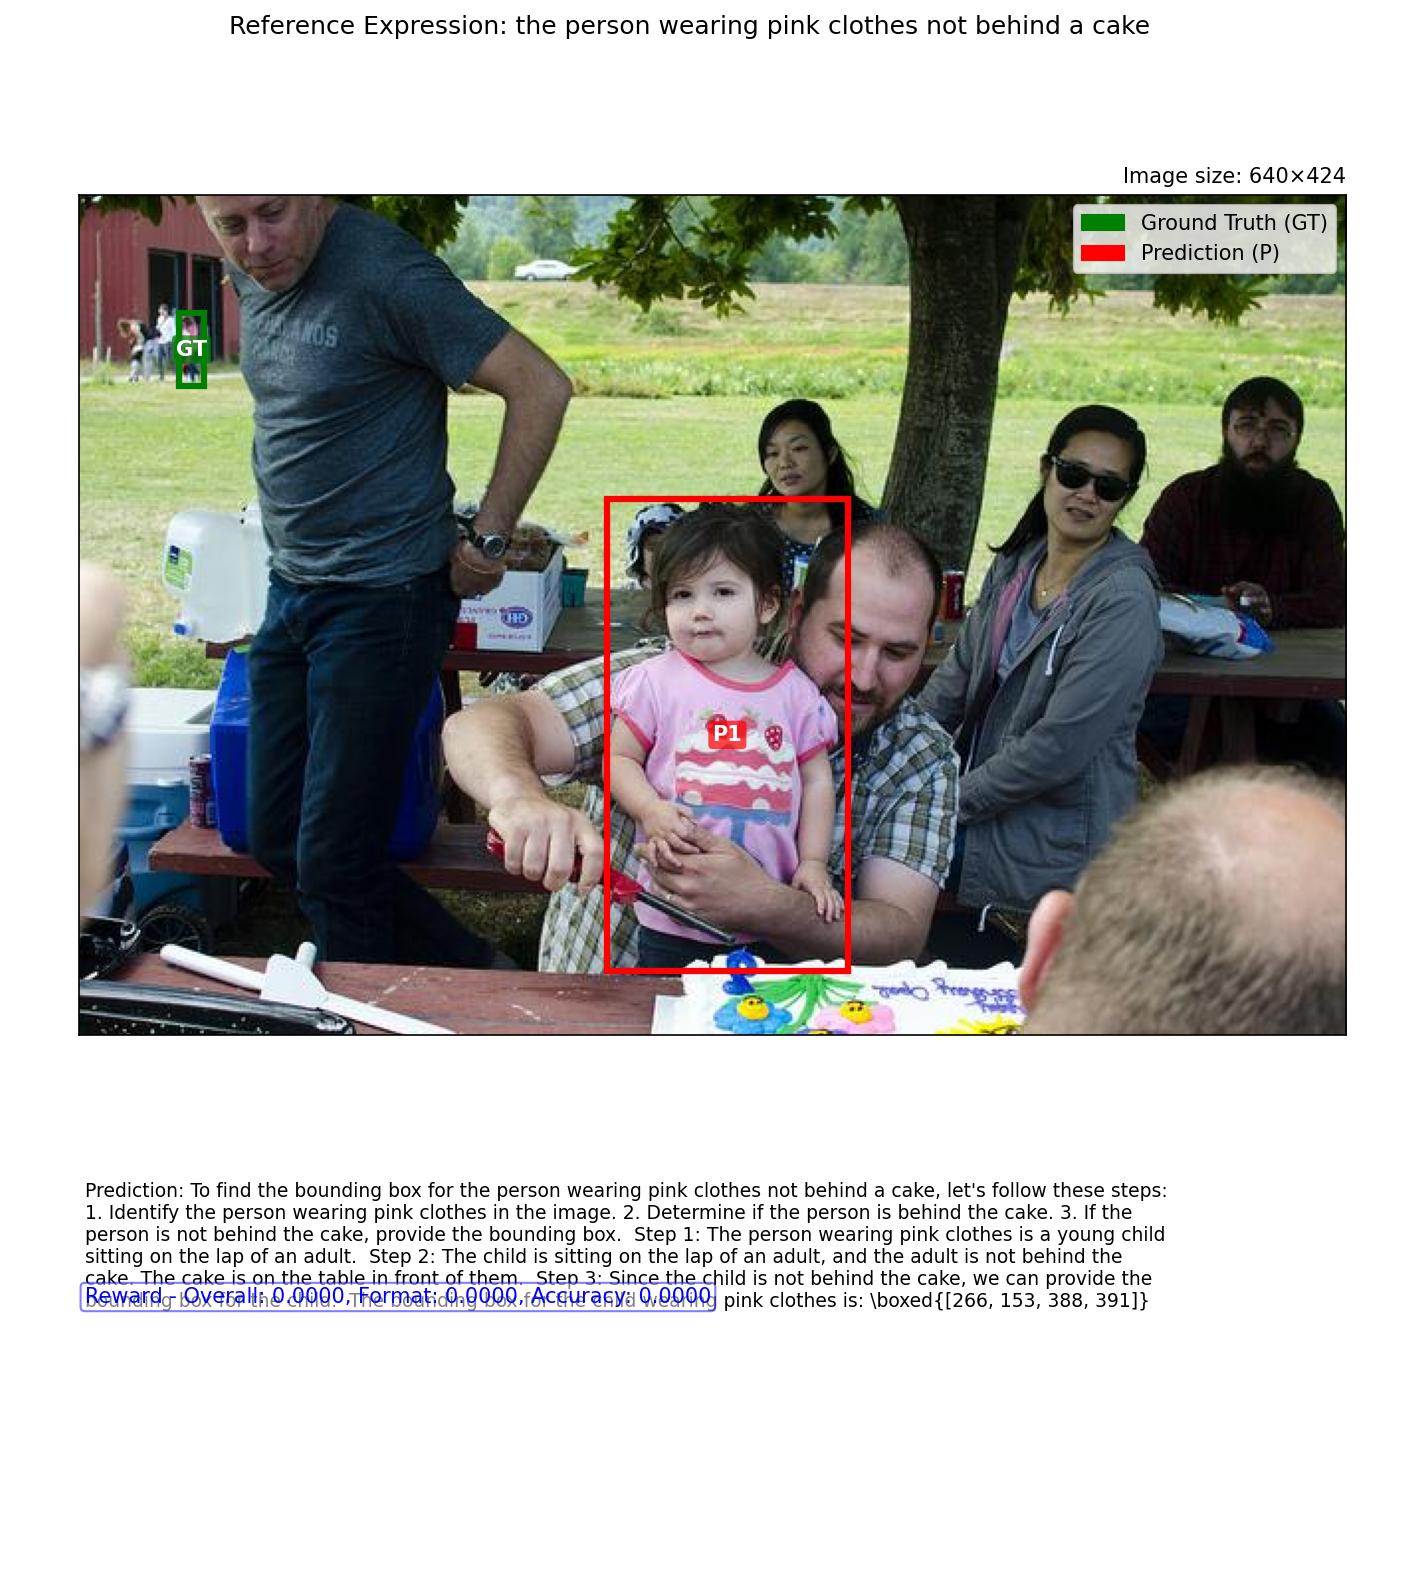 Reference Expression: the person wearing pink clothes not behind a cake
Image size: 640×424
Ground Truth (GT)
Prediction (P)
GT
P1
Prediction: To find the bounding box for the person wearing pink clothes not behind a cake, let's follow these steps:
1. Identify the person wearing pink clothes in the image. 2. Determine if the person is behind the cake. 3. If the
person is not behind the cake, provide the bounding box.  Step 1: The person wearing pink clothes is a young child
sitting on the lap of an adult.  Step 2: The child is sitting on the lap of an adult, and the adult is not behind the
cake. The cake is on the table in front of them.  Step 3: Since the child is not behind the cake, we can provide the
bounding box for the child.  The bounding box for the child wearing pink clothes is: \boxed{[266, 153, 388, 391]}
Reward - Overall: 0.0000, Format: 0.0000, Accuracy: 0.0000